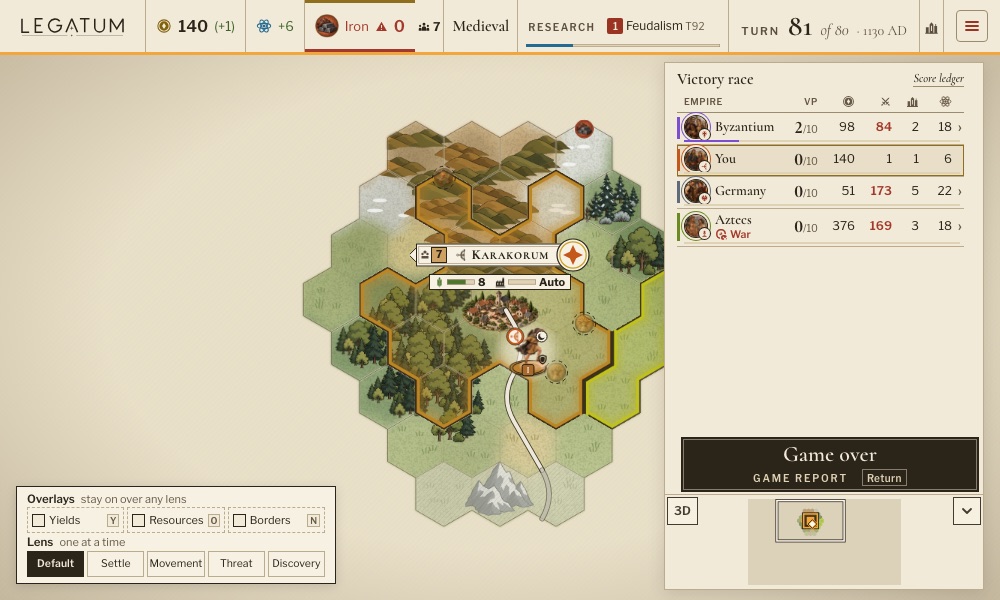 LEGATUM
140 (+1)
+6
Iron 0
7
Medieval
RESEARCH 1 Feudalism T92
TURN 81 of 80 · 1130 AD
Victory race
Score ledger
EMPIRE VP
Byzantium 2/10 98 84 2 18 ›
You 0/10 140 1 1 6
Germany 0/10 51 173 5 22 ›
Aztecs 0/10 376 169 3 18 ›
War
7 KARAKORUM
8 Auto
I
Game over
GAME REPORT Return
3D
Overlays stay on over any lens
Yields Y
Resources O
Borders N
Lens one at a time
Default Settle Movement Threat Discovery